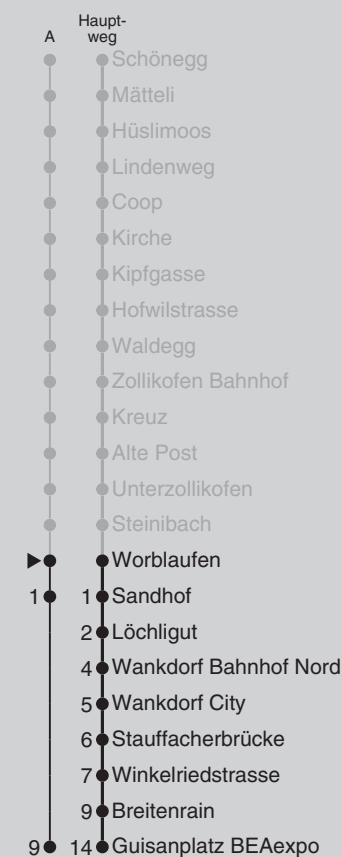 A Haupt-
weg
Schönegg
Mätteli
Hüslimoos
Lindenweg
Coop
Kirche
Kipfgasse
Hofwilstrasse
Waldegg
Zollikofen Bahnhof
Kreuz
Alte Post
Unterzollikofen
Steinibach
Worblaufen
1 1 Sandhof
2 Löchligut
4 Wankdorf Bahnhof Nord
5 Wankdorf City
6 Stauffacherbrücke
7 Winkelriedstrasse
9 Breitenrain
9 14 Guisanplatz BEAexpo